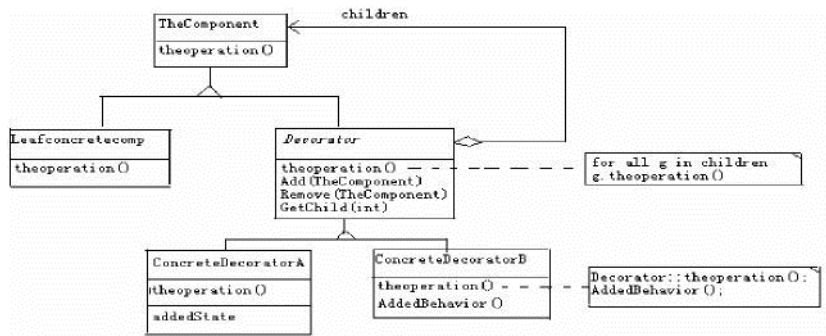 children
TheComponent
theoperation()
Leafconcretecomp
theoperation()
Decorator
theoperation()
Add(TheComponent)
Remove(TheComponent)
GetChild(int)
for all g in children
g.theoperation()
ConcreteDecoratorA
theoperation()
addedState
ConcreteDecoratorB
theoperation()
AddedBehavior()
Decorator::theoperation();
AddedBehavior();